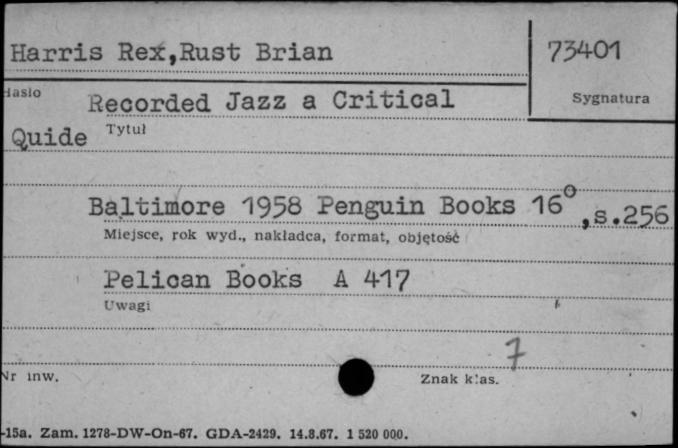 Harris Rex,Rust Brian
73401
Hasło
Sygnatura
Recorded Jazz a Critical
Quide
Tytuł
Baltimore 1958 Penguin Books 16°,s.256
Miejsce, rok wyd., nakładca, format, objętość
Pelican Books A 417
Uwagi
7
Nr inw.
Znak klas.
-15a. Zam. 1278-DW-On-67. GDA-2429. 14.8.67. 1 520 000.